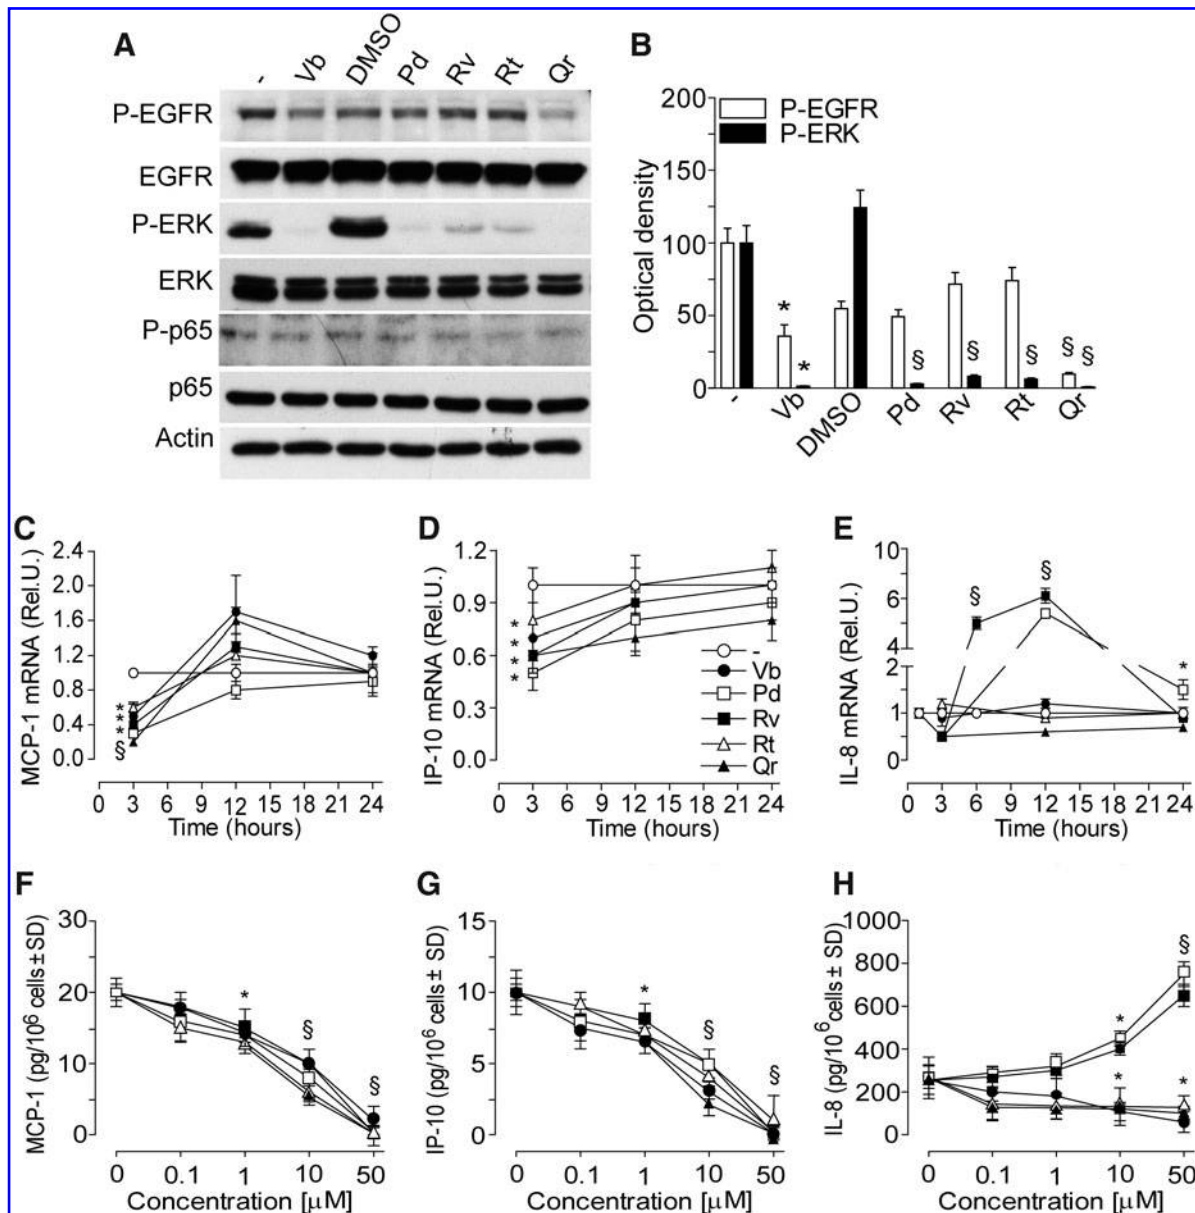 A
- Vb DMSO Pd Rv Rt Qr
P-EGFR
EGFR
P-ERK
ERK
P-p65
p65
Actin
B
Optical density
200
150
100
50
0
P-EGFR
P-ERK
*
*
§
§
§
§
§
- Vb DMSO Pd Rv Rt Qr
C
MCP-1 mRNA (Rel.U.)
2.4
2.0
1.6
1.2
0.8
0.4
0.0
*
*
*
§
0 3 6 9 12 15 18 21 24
Time (hours)
D
IP-10 mRNA (Rel.U.)
1.2
0.9
0.6
0.3
0.0
*
*
*
*
-
Vb
Pd
Rv
Rt
Qr
0 3 6 9 12 15 18 21 24
Time (hours)
E
IL-8 mRNA (Rel.U.)
10
8
6
4
2
2
1
0
§
§
*
0 3 6 9 12 15 18 21 24
Time (hours)
F
MCP-1 (pg/10⁶ cells ± SD)
30
20
10
0
*
§
§
0 0.1 1 10 50
Concentration [µM]
G
IP-10 (pg/10⁶ cells ± SD)
15
10
5
0
*
§
§
0 0.1 1 10 50
Concentration [µM]
H
IL-8 (pg/10⁶ cells ± SD)
1000
800
600
400
200
0
*
§
*
*
0 0.1 1 10 50
Concentration [µM]